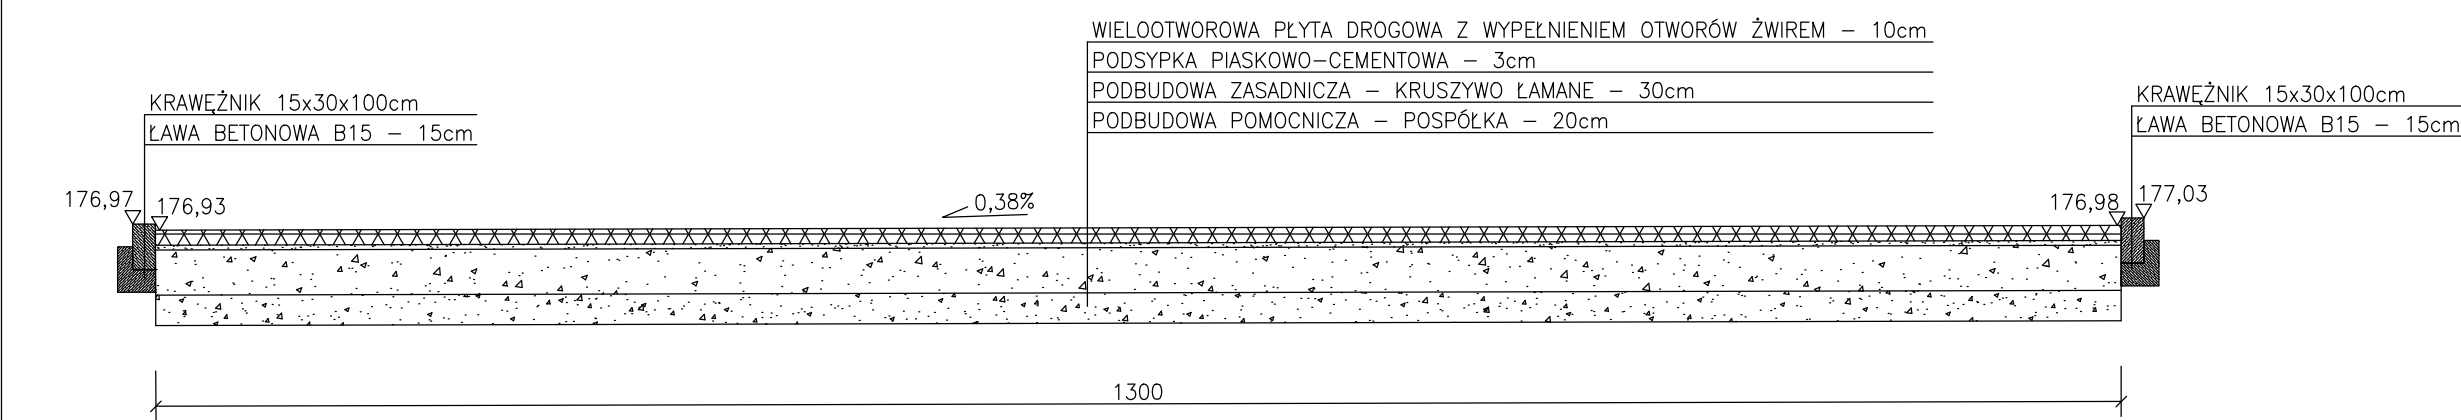 WIELOOTWOROWA PŁYTA DROGOWA Z WYPEŁNIENIEM OTWORÓW ŻWIREM – 10cm
PODSYPKA PIASKOWO–CEMENTOWA – 3cm
PODBUDOWA ZASADNICZA – KRUSZYWO ŁAMANE – 30cm
PODBUDOWA POMOCNICZA – POSPÓŁKA – 20cm
KRAWĘŻNIK 15x30x100cm
ŁAWA BETONOWA B15 – 15cm
KRAWĘŻNIK 15x30x100cm
ŁAWA BETONOWA B15 – 15cm
176,97
176,93
0,38%
176,98
177,03
1300